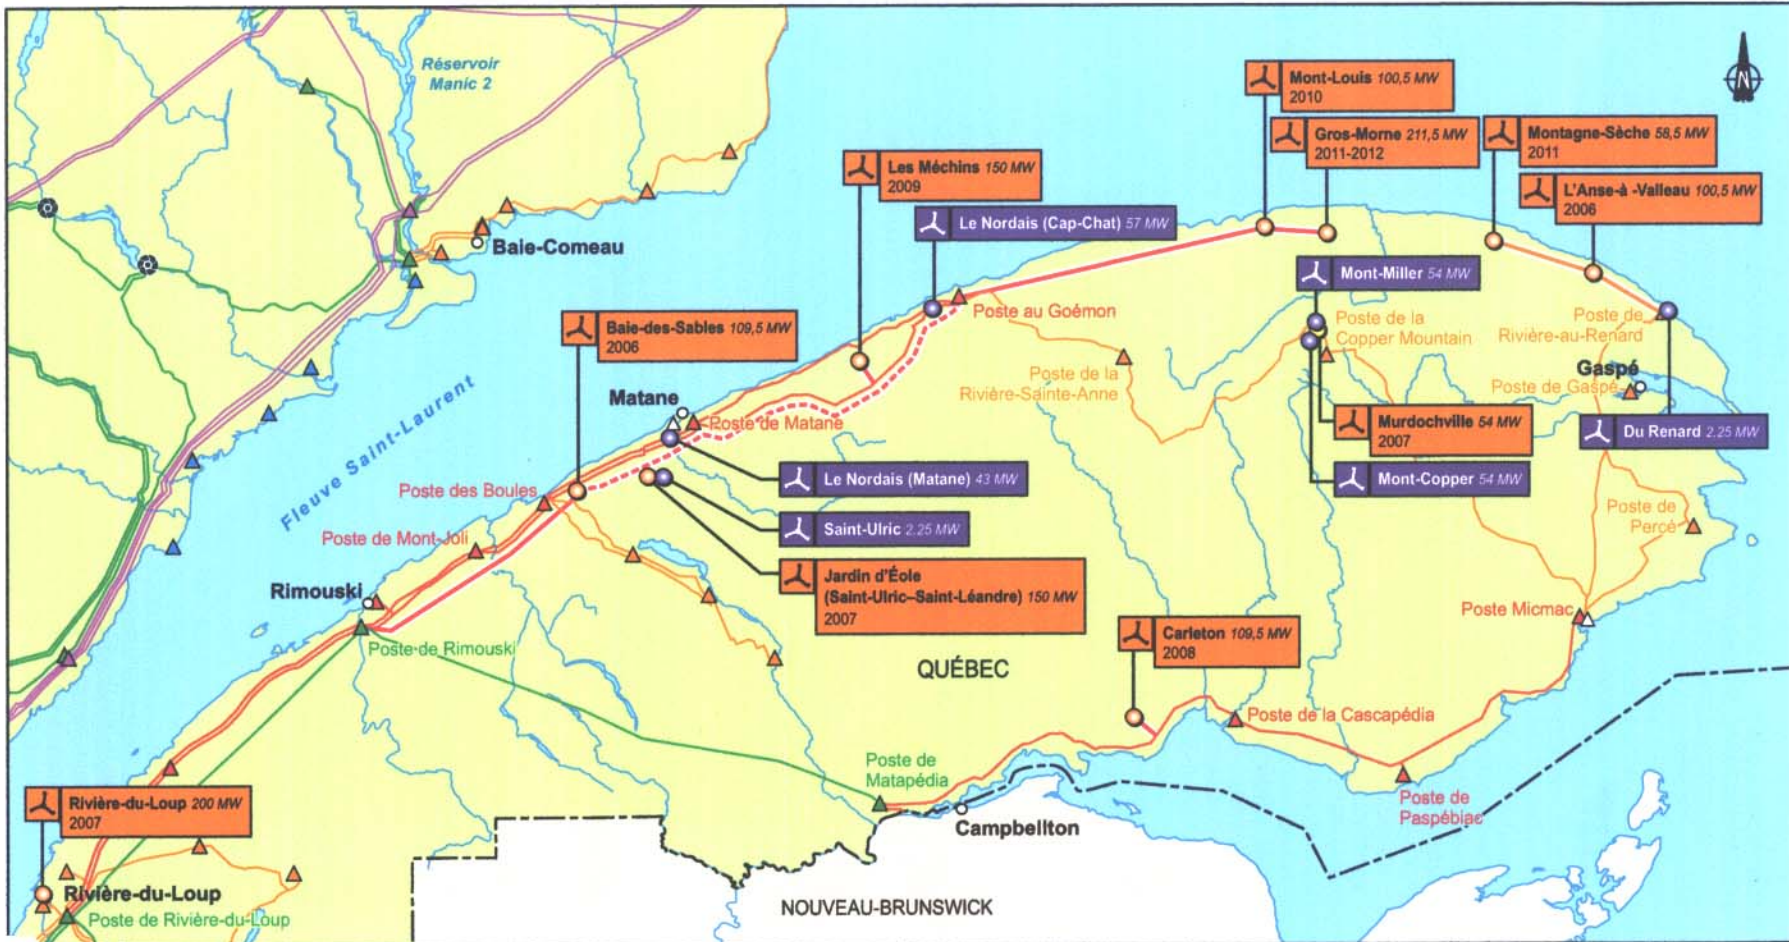 Réservoir
Manic 2
Mont-Louis 100,5 MW
2010
Gros-Morne 211,5 MW
2011-2012
Montagne-Sèche 58,5 MW
2011
L'Anse-à -Valleau 100,5 MW
2006
Les Méchins 150 MW
2009
Le Nordais (Cap-Chat) 57 MW
Baie-Comeau
Mont-Miller 54 MW
Poste au Goémon
Poste de la
Copper Mountain
Poste de
Rivière-au-Renard
Baie-des-Sables 109,5 MW
2006
Gaspé
Poste de Gaspé
Poste de la
Rivière-Sainte-Anne
Fleuve Saint-Laurent
Matane
Poste de Matane
Murdochville 54 MW
2007
Du Renard 2.25 MW
Le Nordais (Matane) 43 MW
Mont-Copper 54 MW
Poste des Boules
Saint-Ulric 2.25 MW
Poste de
Percé
Poste de Mont-Joli
Jardin d'Éole
(Saint-Ulric–Saint-Léandre) 150 MW
2007
Rimouski
Poste de Rimouski
Poste Micmac
Carleton 109,5 MW
2008
QUÉBEC
Poste de la Cascapédia
Poste de
Matapédia
Rivière-du-Loup 200 MW
2007
Campbellton
Poste de
Paspébiac
Rivière-du-Loup
Poste de Rivière-du-Loup
NOUVEAU-BRUNSWICK
N